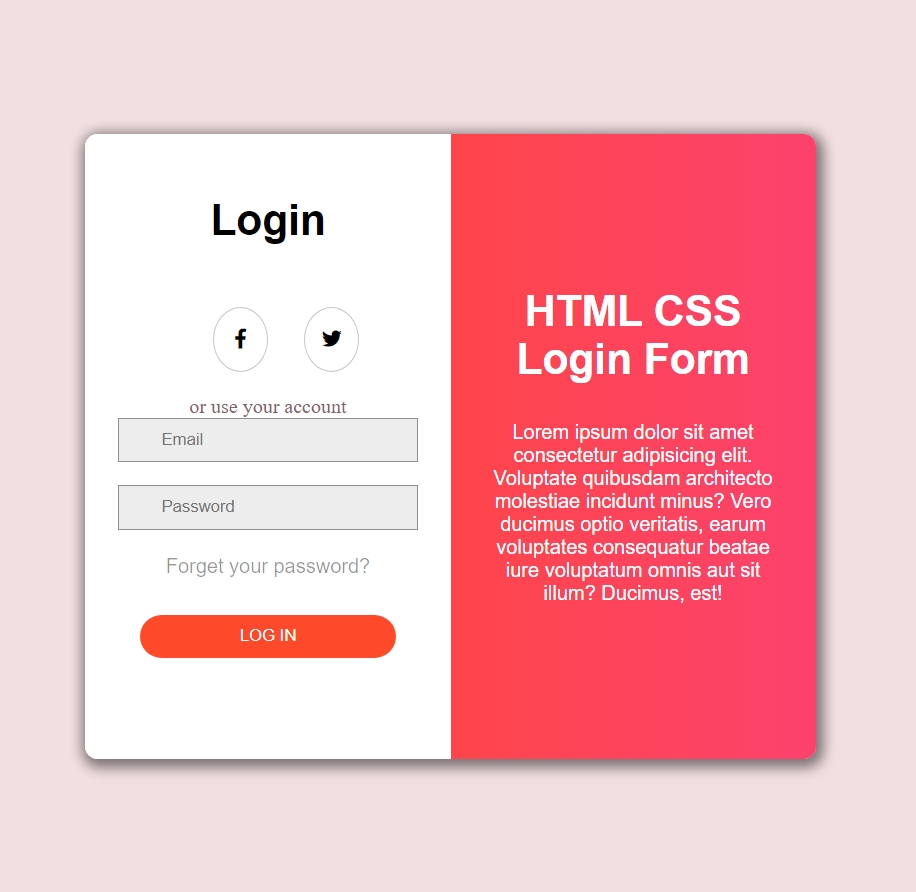 Login
or use your account
Email
Password
Forget your password?
LOG IN
HTML CSS
Login Form
Lorem ipsum dolor sit amet
consectetur adipisicing elit.
Voluptate quibusdam architecto
molestiae incidunt minus? Vero
ducimus optio veritatis, earum
voluptates consequatur beatae
iure voluptatum omnis aut sit
illum? Ducimus, est!